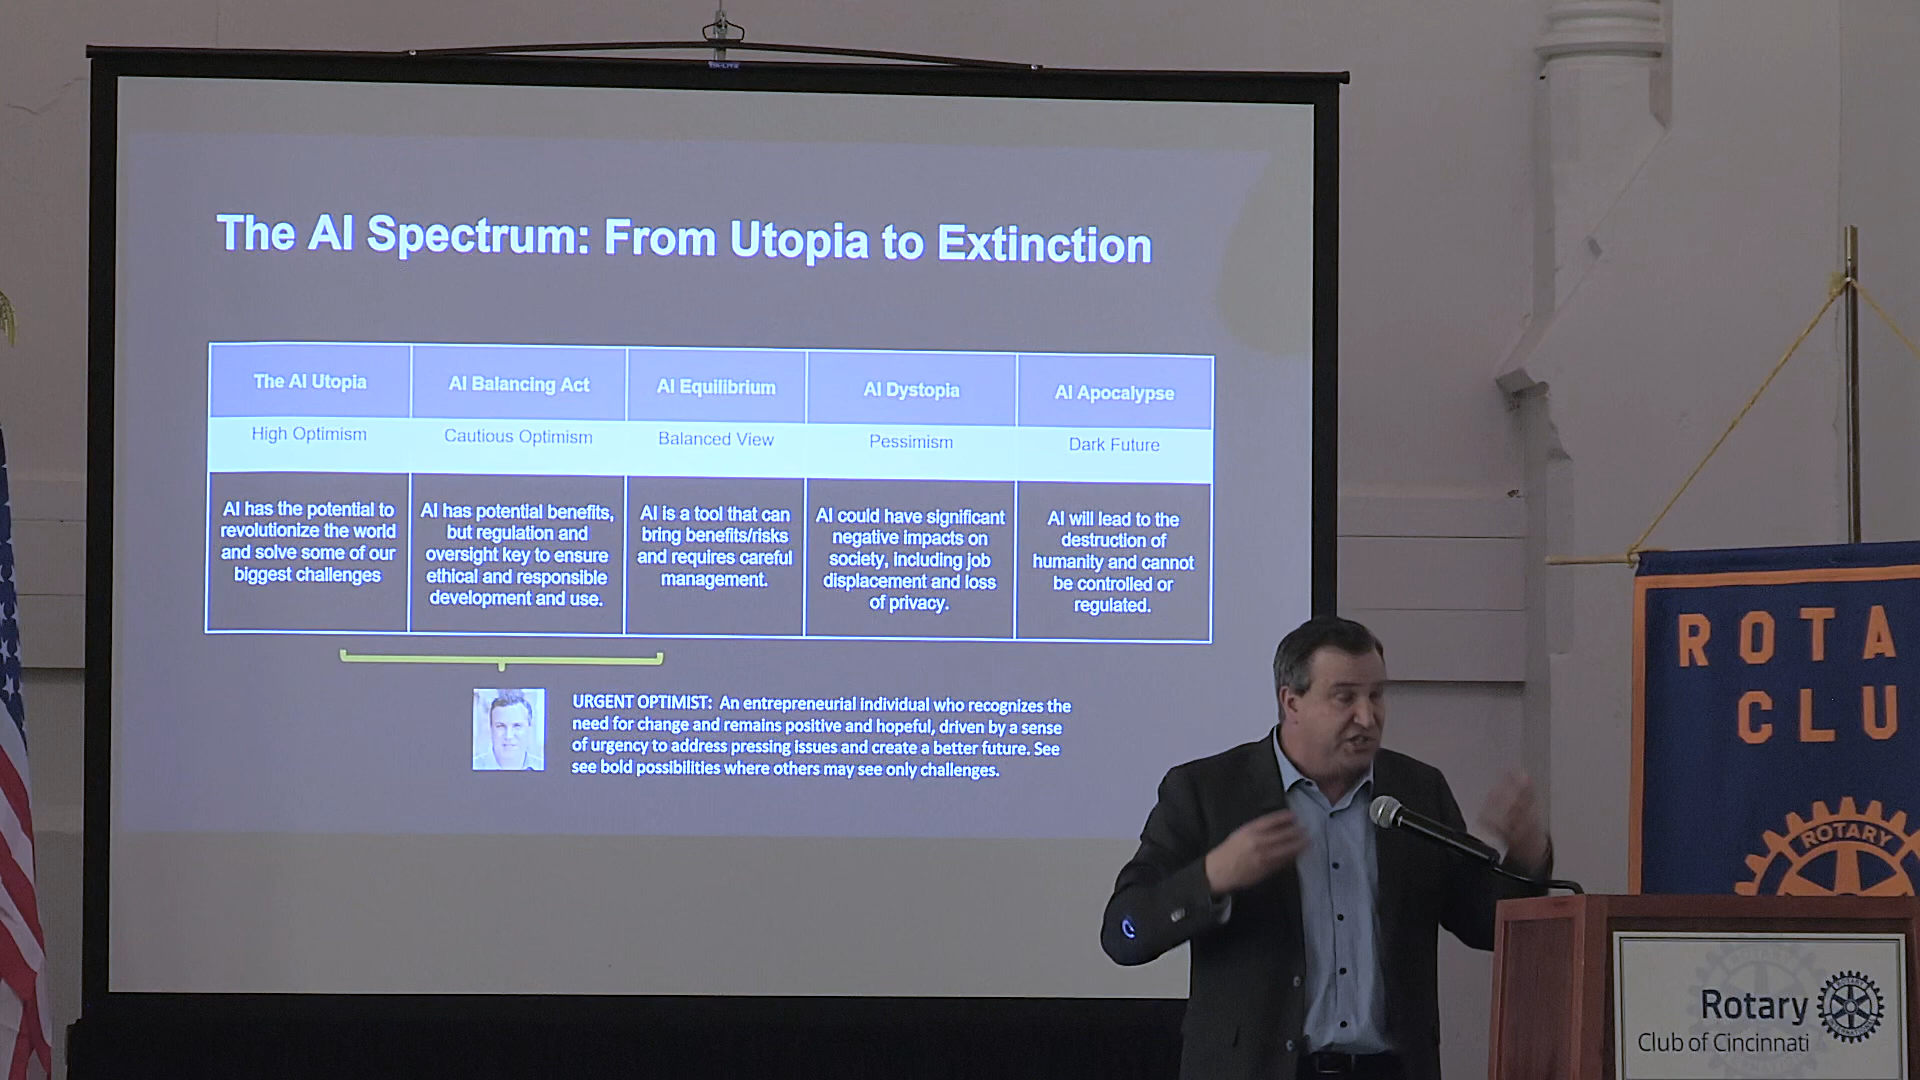 The AI Spectrum: From Utopia to Extinction
The AI Utopia
AI Balancing Act
AI Equilibrium
AI Dystopia
AI Apocalypse
High Optimism
Cautious Optimism
Balanced View
Pessimism
Dark Future
AI has the potential to
revolutionize the world
and solve some of our
biggest challenges
AI has potential benefits,
but regulation and
oversight key to ensure
ethical and responsible
development and use.
AI is a tool that can
bring benefits/risks
and requires careful
management.
AI could have significant
negative impacts on
society, including job
displacement and loss
of privacy.
AI will lead to the
destruction of
humanity and cannot
be controlled or
regulated.
URGENT OPTIMIST: An entrepreneurial individual who recognizes the
need for change and remains positive and hopeful, driven by a sense
of urgency to address pressing issues and create a better future. See
see bold possibilities where others may see only challenges.
ROTA
CLU
ROTARY
Rotary
Club of Cincinnati